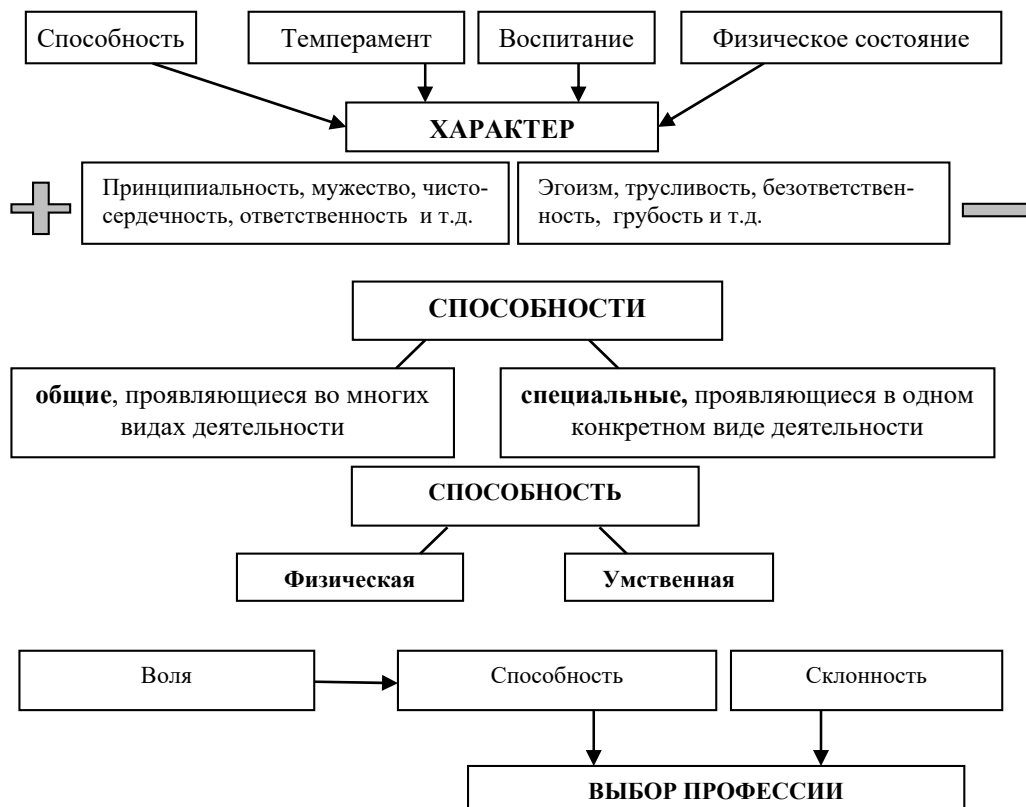 Способность
Темперамент
Воспитание
Физическое состояние
ХАРАКТЕР
Принципиальность, мужество, чисто-
сердечность, ответственность и т.д.
Эгоизм, трусливость, безответствен-
ность, грубость и т.д.
СПОСОБНОСТИ
общие, проявляющиеся во многих
видах деятельности
специальные, проявляющиеся в одном
конкретном виде деятельности
СПОСОБНОСТЬ
Физическая
Умственная
Воля
Способность
Склонность
ВЫБОР ПРОФЕССИИ